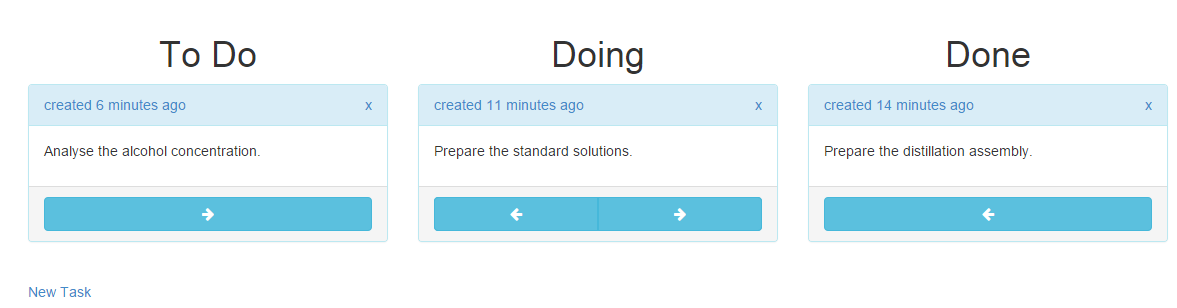 To Do
Doing
Done
created 6 minutes ago x
created 11 minutes ago x
created 14 minutes ago x
Analyse the alcohol concentration.
Prepare the standard solutions.
Prepare the distillation assembly.
New Task